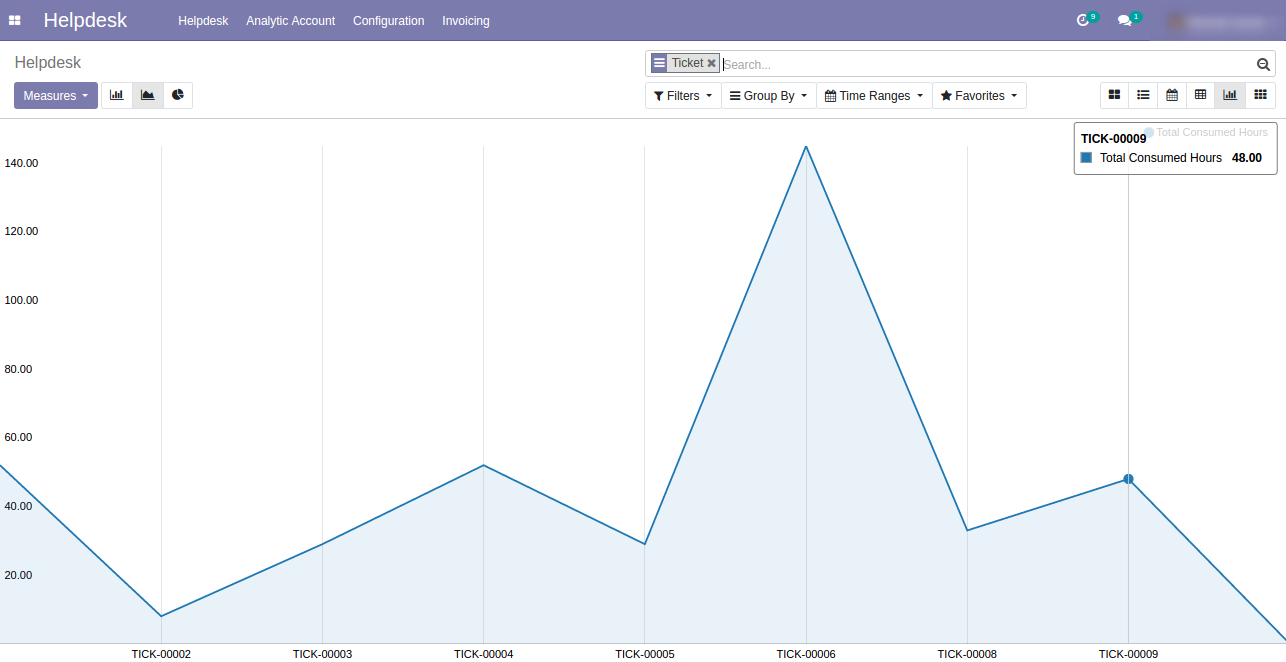 Helpdesk Helpdesk Analytic Account Configuration Invoicing 9 1
Helpdesk Ticket Search...
Measures Filters Group By Time Ranges Favorites
Total Consumed Hours
TICK-00009
Total Consumed Hours 48.00
140.00
120.00
100.00
80.00
60.00
40.00
20.00
TICK-00002 TICK-00003 TICK-00004 TICK-00005 TICK-00006 TICK-00008 TICK-00009